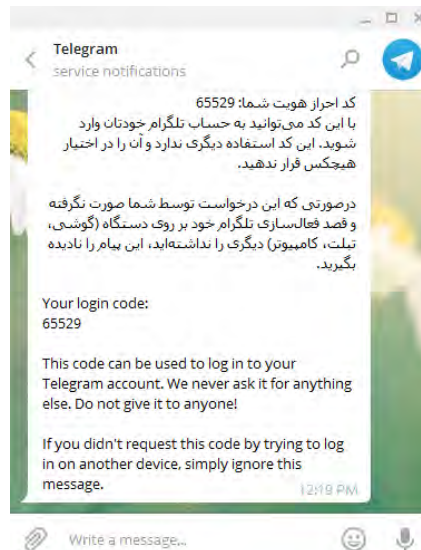 Telegram
service notifications
کد احراز هویت شما: 65529
با این کد می‌توانید به حساب تلگرام خودتان وارد
شوید. این کد استفاده دیگری ندارد و آن را در اختیار
هیچکس قرار ندهید.
درصورتی که این درخواست توسط شما صورت نگرفته
و قصد فعال‌سازی تلگرام خود بر روی دستگاه (گوشی،
تبلت، کامپیوتر) دیگری را نداشته‌اید، این پیام را نادیده
بگیرید.
Your login code:
65529
This code can be used to log in to your
Telegram account. We never ask it for anything
else. Do not give it to anyone!
If you didn't request this code by trying to log
in on another device, simply ignore this
message.
12:19 PM
Write a message...